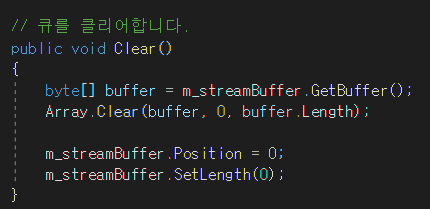 // 큐를 클리어합니다.
public void Clear()
{
byte[] buffer = m_streamBuffer.GetBuffer();
Array.Clear(buffer, 0, buffer.Length);
m_streamBuffer.Position = 0;
m_streamBuffer.SetLength(0);
}